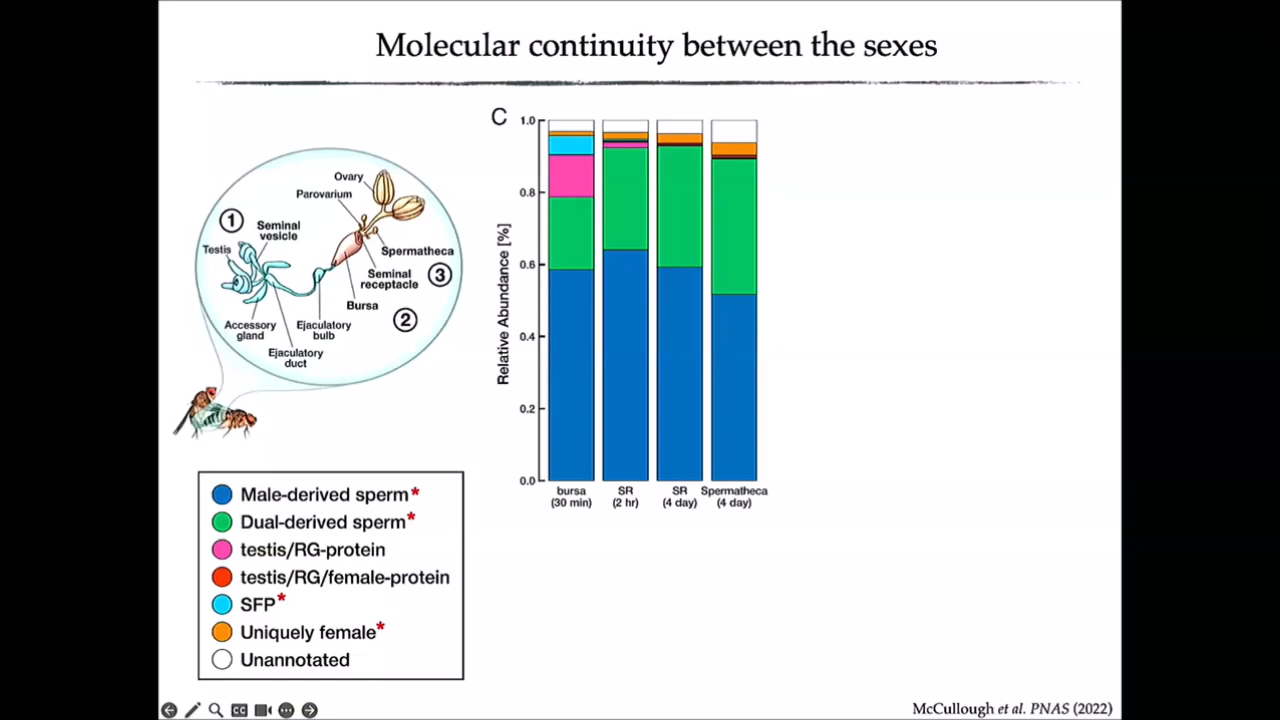 Molecular continuity between the sexes
C
Ovary
Parovarium
1
Seminal
vesicle
Testis
Spermatheca
Seminal
receptacle
3
Bursa
2
Accessory
gland
Ejaculatory
bulb
Ejaculatory
duct
Relative Abundance [%]
1.0
0.8
0.6
0.4
0.2
0.0
bursa
(30 min)
SR
(2 hr)
SR
(4 day)
Spermatheca
(4 day)
Male-derived sperm*
Dual-derived sperm*
testis/RG-protein
testis/RG/female-protein
SFP*
Uniquely female*
Unannotated
CC
McCullough et al. PNAS (2022)